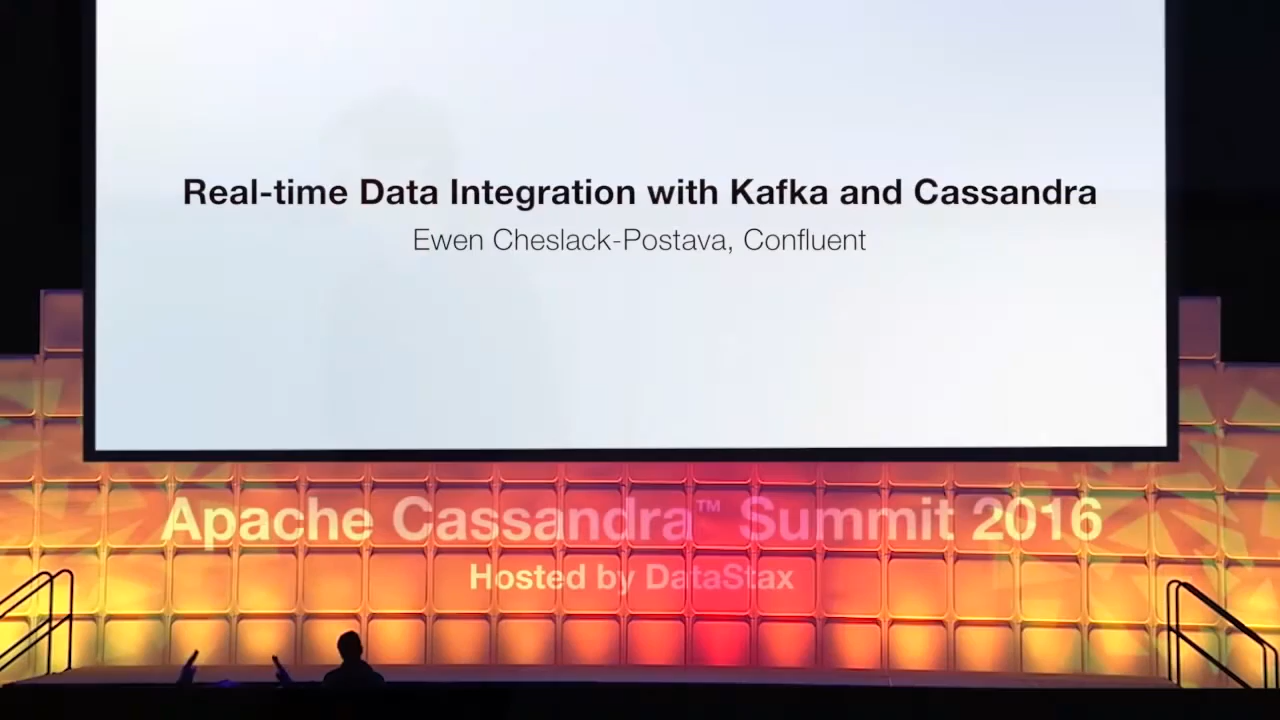 Real-time Data Integration with Kafka and Cassandra
Ewen Cheslack-Postava, Confluent
Apache Cassandra™ Summit 2016
Hosted by DataStax